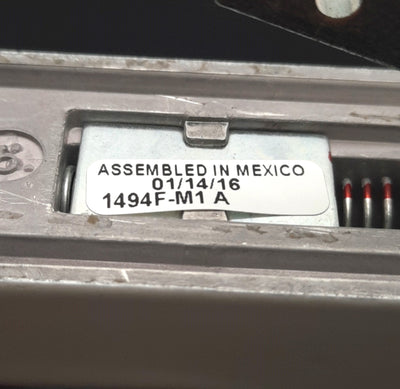 ASSEMBLED IN MEXICO
01/14/16
1494F-M1 A